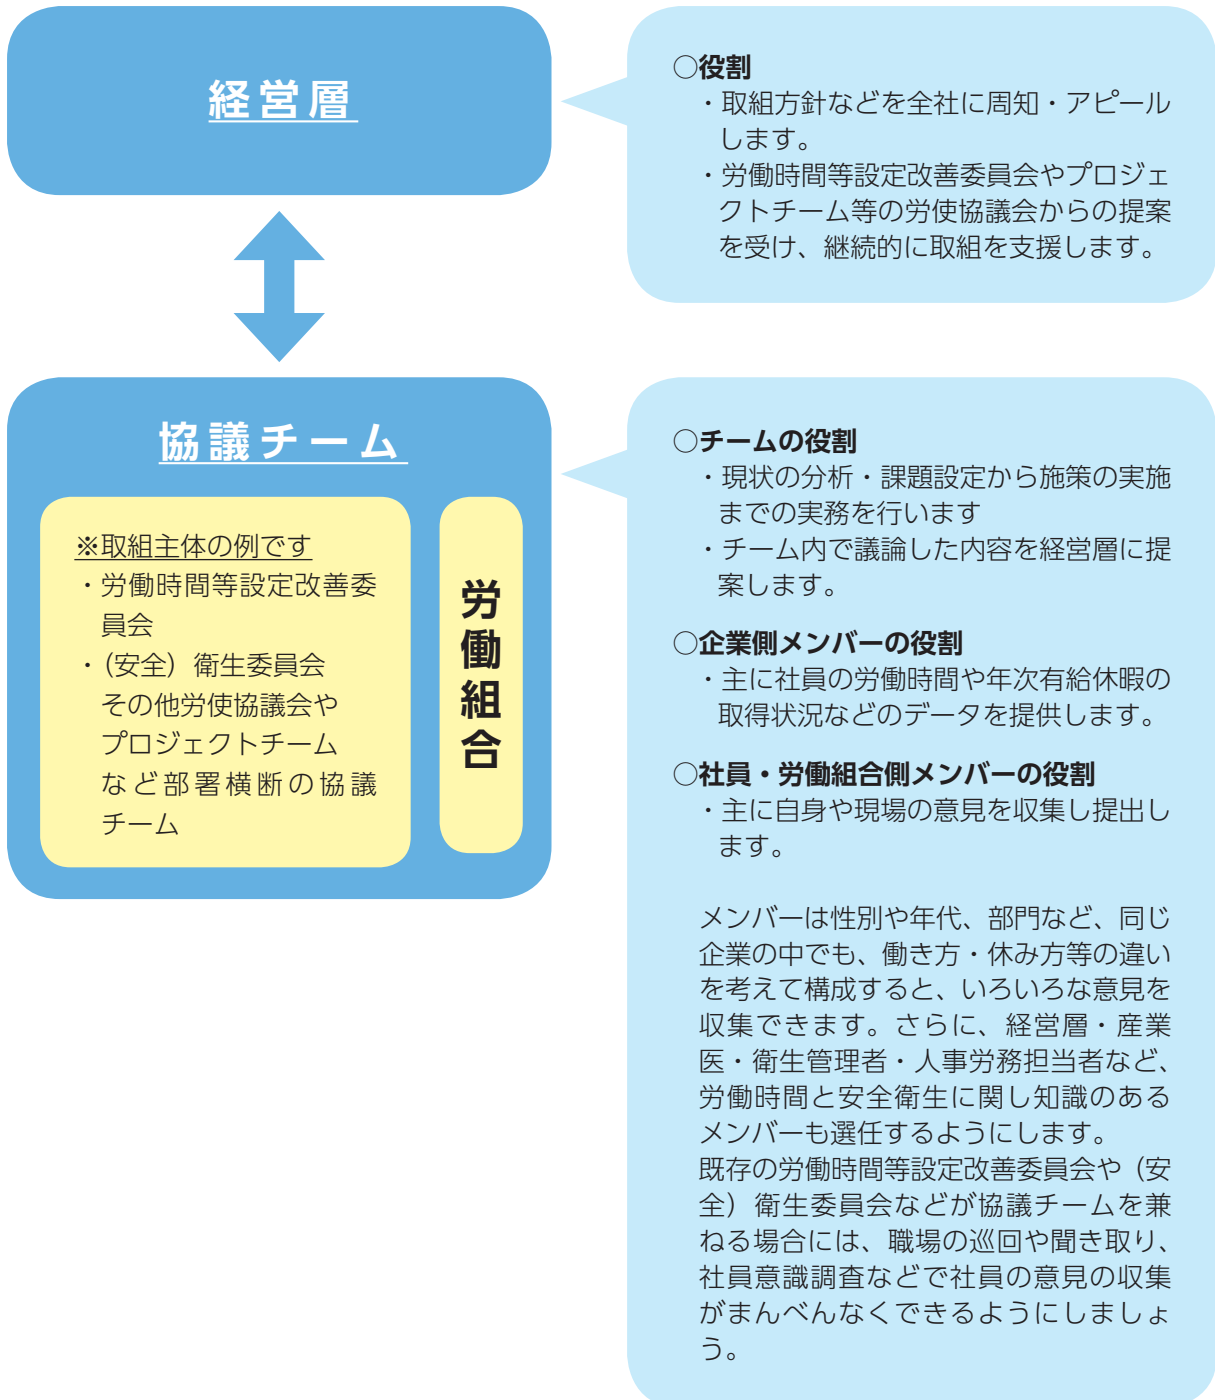 経営層
○役割
・取組方針などを全社に周知・アピール
します。
・労働時間等設定改善委員会やプロジェ
クトチーム等の労使協議会からの提案
を受け、継続的に取組を支援します。
協議チーム
※取組主体の例です
・労働時間等設定改善委
員会
・(安全）衛生委員会
その他労使協議会や
プロジェクトチーム
など部署横断の協議
チーム
労働組合
○チームの役割
・現状の分析・課題設定から施策の実施
までの実務を行います
・チーム内で議論した内容を経営層に提
案します。
○企業側メンバーの役割
・主に社員の労働時間や年次有給休暇の
取得状況などのデータを提供します。
○社員・労働組合側メンバーの役割
・主に自身や現場の意見を収集し提出し
ます。
メンバーは性別や年代、部門など、同じ
企業の中でも、働き方・休み方等の違い
を考えて構成すると、いろいろな意見を
収集できます。さらに、経営層・産業
医・衛生管理者・人事労務担当者など、
労働時間と安全衛生に関し知識のある
メンバーも選任するようにします。
既存の労働時間等設定改善委員会や（安
全）衛生委員会などが協議チームを兼
ねる場合には、職場の巡回や聞き取り、
社員意識調査などで社員の意見の収集
がまんべんなくできるようにしましょ
う。